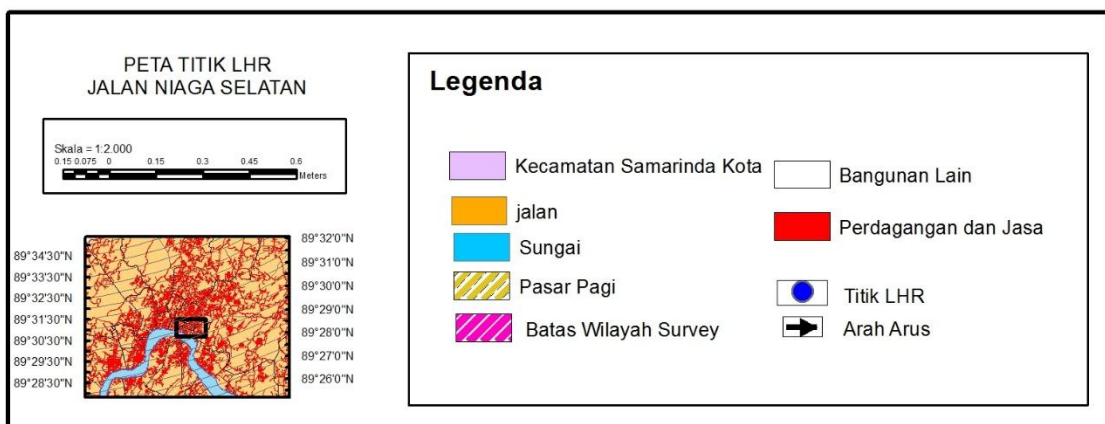 PETA TITIK LHR
JALAN NIAGA SELATAN
Skala = 1:2.000
0.15 0.075 0 0.15 0.3 0.45 0.6
Meters
89°34'30"N
89°33'30"N
89°32'30"N
89°31'30"N
89°30'30"N
89°29'30"N
89°28'30"N
89°32'0"N
89°31'0"N
89°30'0"N
89°29'0"N
89°28'0"N
89°27'0"N
89°26'0"N
Legenda
Kecamatan Samarinda Kota
jalan
Sungai
Pasar Pagi
Batas Wilayah Survey
Bangunan Lain
Perdagangan dan Jasa
Titik LHR
Arah Arus